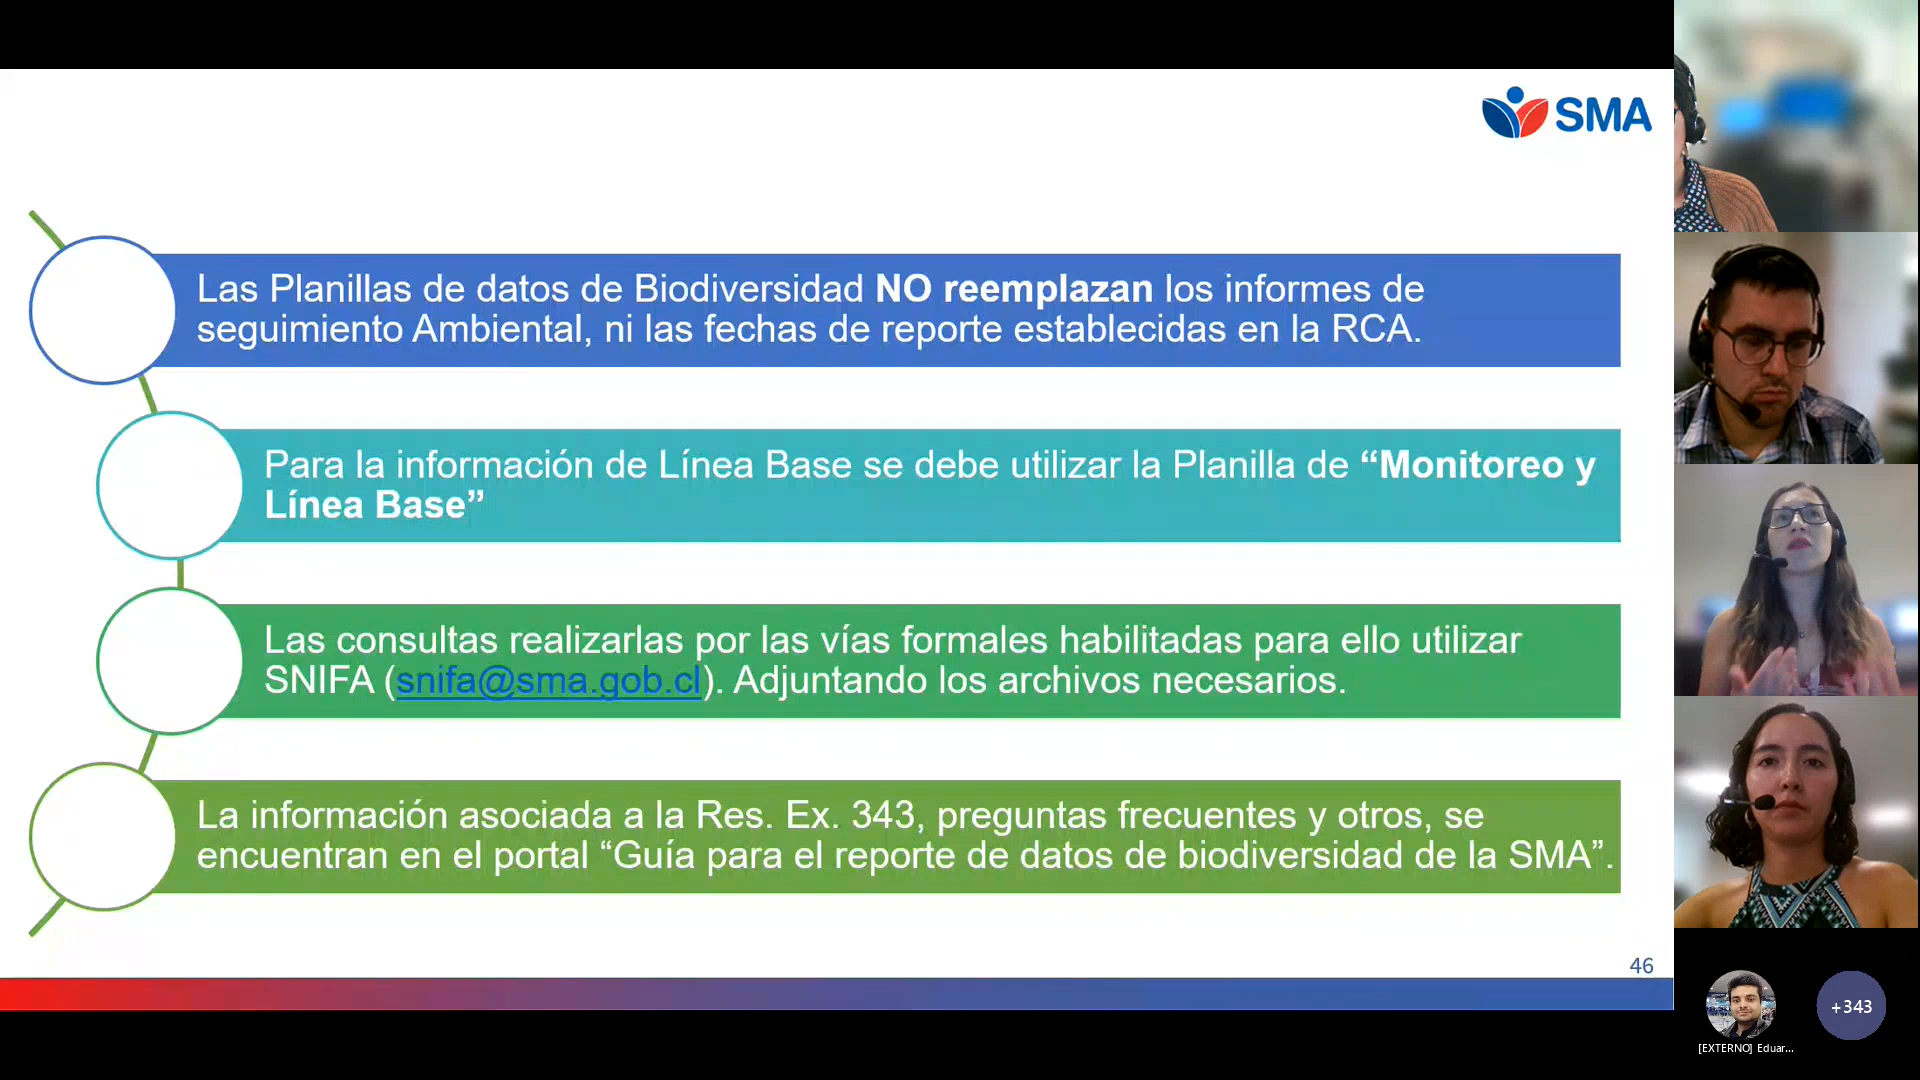 SMA
Las Planillas de datos de Biodiversidad NO reemplazan los informes de
seguimiento Ambiental, ni las fechas de reporte establecidas en la RCA.
Para la información de Línea Base se debe utilizar la Planilla de “Monitoreo y
Línea Base”
Las consultas realizarlas por las vías formales habilitadas para ello utilizar
SNIFA (snifa@sma.gob.cl). Adjuntando los archivos necesarios.
La información asociada a la Res. Ex. 343, preguntas frecuentes y otros, se
encuentran en el portal “Guía para el reporte de datos de biodiversidad de la SMA”.
46
+343
[EXTERNO] Eduar...